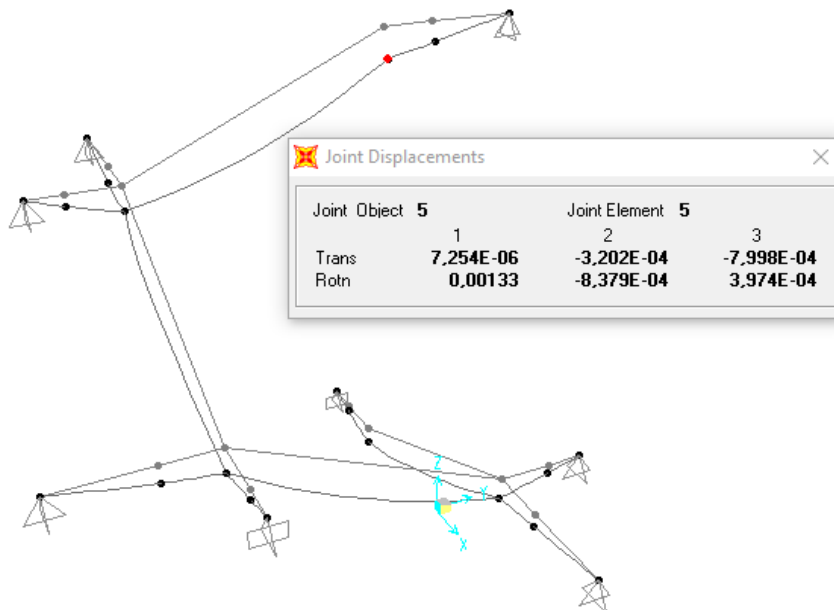 Joint Displacements
Joint Object 5 Joint Element 5
1 2 3
Trans 7,254E-06 -3,202E-04 -7,998E-04
Rotn 0,00133 -8,379E-04 3,974E-04
Z
Y
X